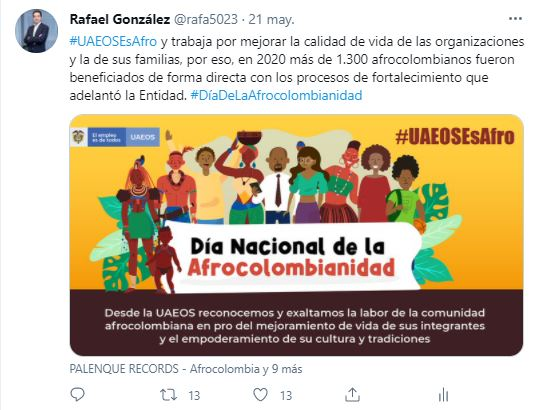 Rafael González @rafa5023 · 21 may.
#UAEOSEsAfro y trabaja por mejorar la calidad de vida de las organizaciones
y la de sus familias, por eso, en 2020 más de 1.300 afrocolombianos fueron
beneficiados de forma directa con los procesos de fortalecimiento que
adelantó la Entidad. #DíaDeLaAfrocolombianidad
El empleo
es de todos
UAEOS
#UAEOSEsAfro
Día Nacional de la
Afrocolombianidad
Desde la UAEOS reconocemos y exaltamos la labor de la comunidad
afrocolombiana en pro del mejoramiento de vida de sus integrantes
y el empoderamiento de su cultura y tradiciones
PALENQUE RECORDS - Afrocolombia y 9 más
13 13